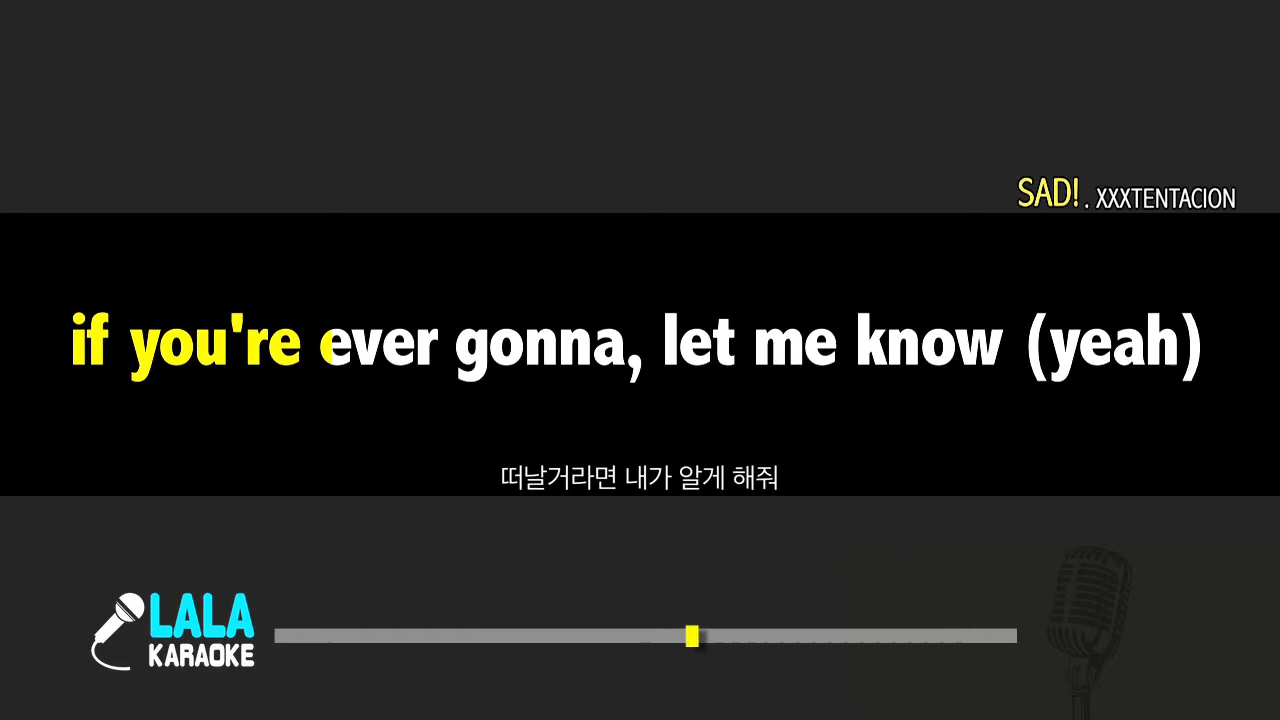 SAD! . XXXTENTACION
if you're ever gonna, let me know (yeah)
떠날거라면 내가 알게 해줘
LALA
KARAOKE